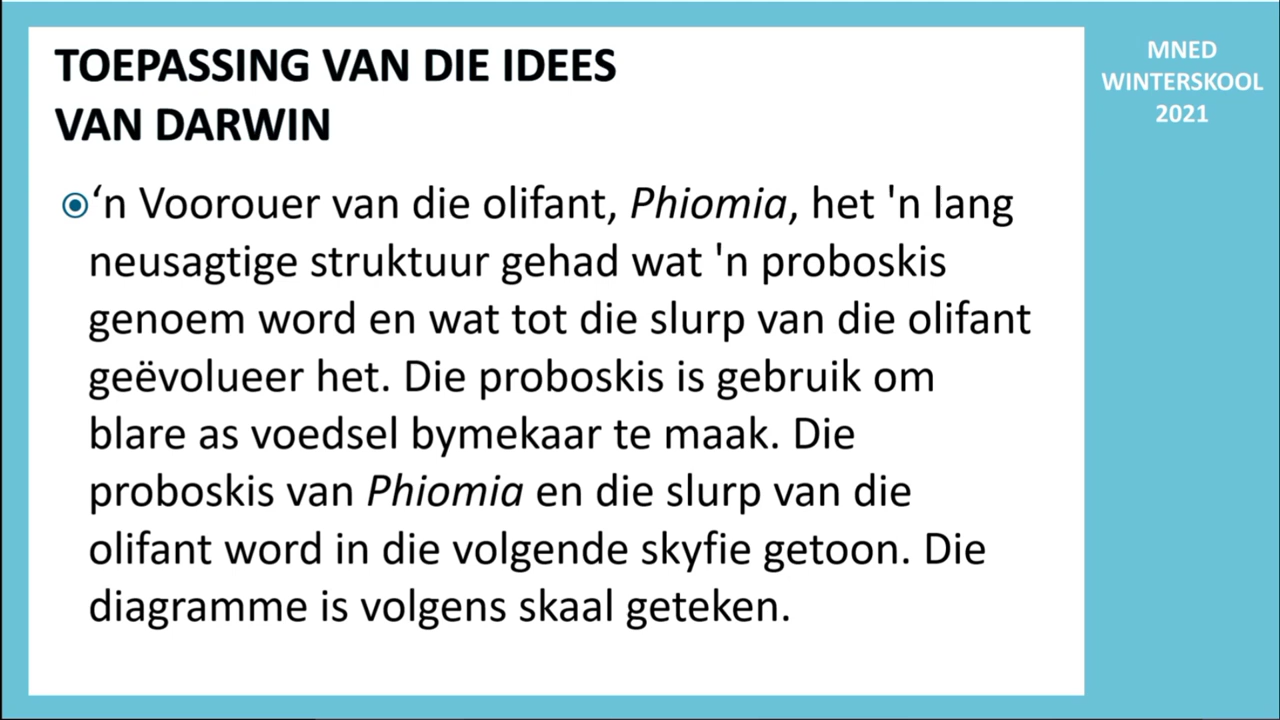 TOEPASSING VAN DIE IDEES
VAN DARWIN
MNED
WINTERSKOOL
2021
‘n Voorouer van die olifant, Phiomia, het 'n lang
neusagtige struktuur gehad wat 'n proboskis
genoem word en wat tot die slurp van die olifant
geëvolueer het. Die proboskis is gebruik om
blare as voedsel bymekaar te maak. Die
proboskis van Phiomia en die slurp van die
olifant word in die volgende skyfie getoon. Die
diagramme is volgens skaal geteken.